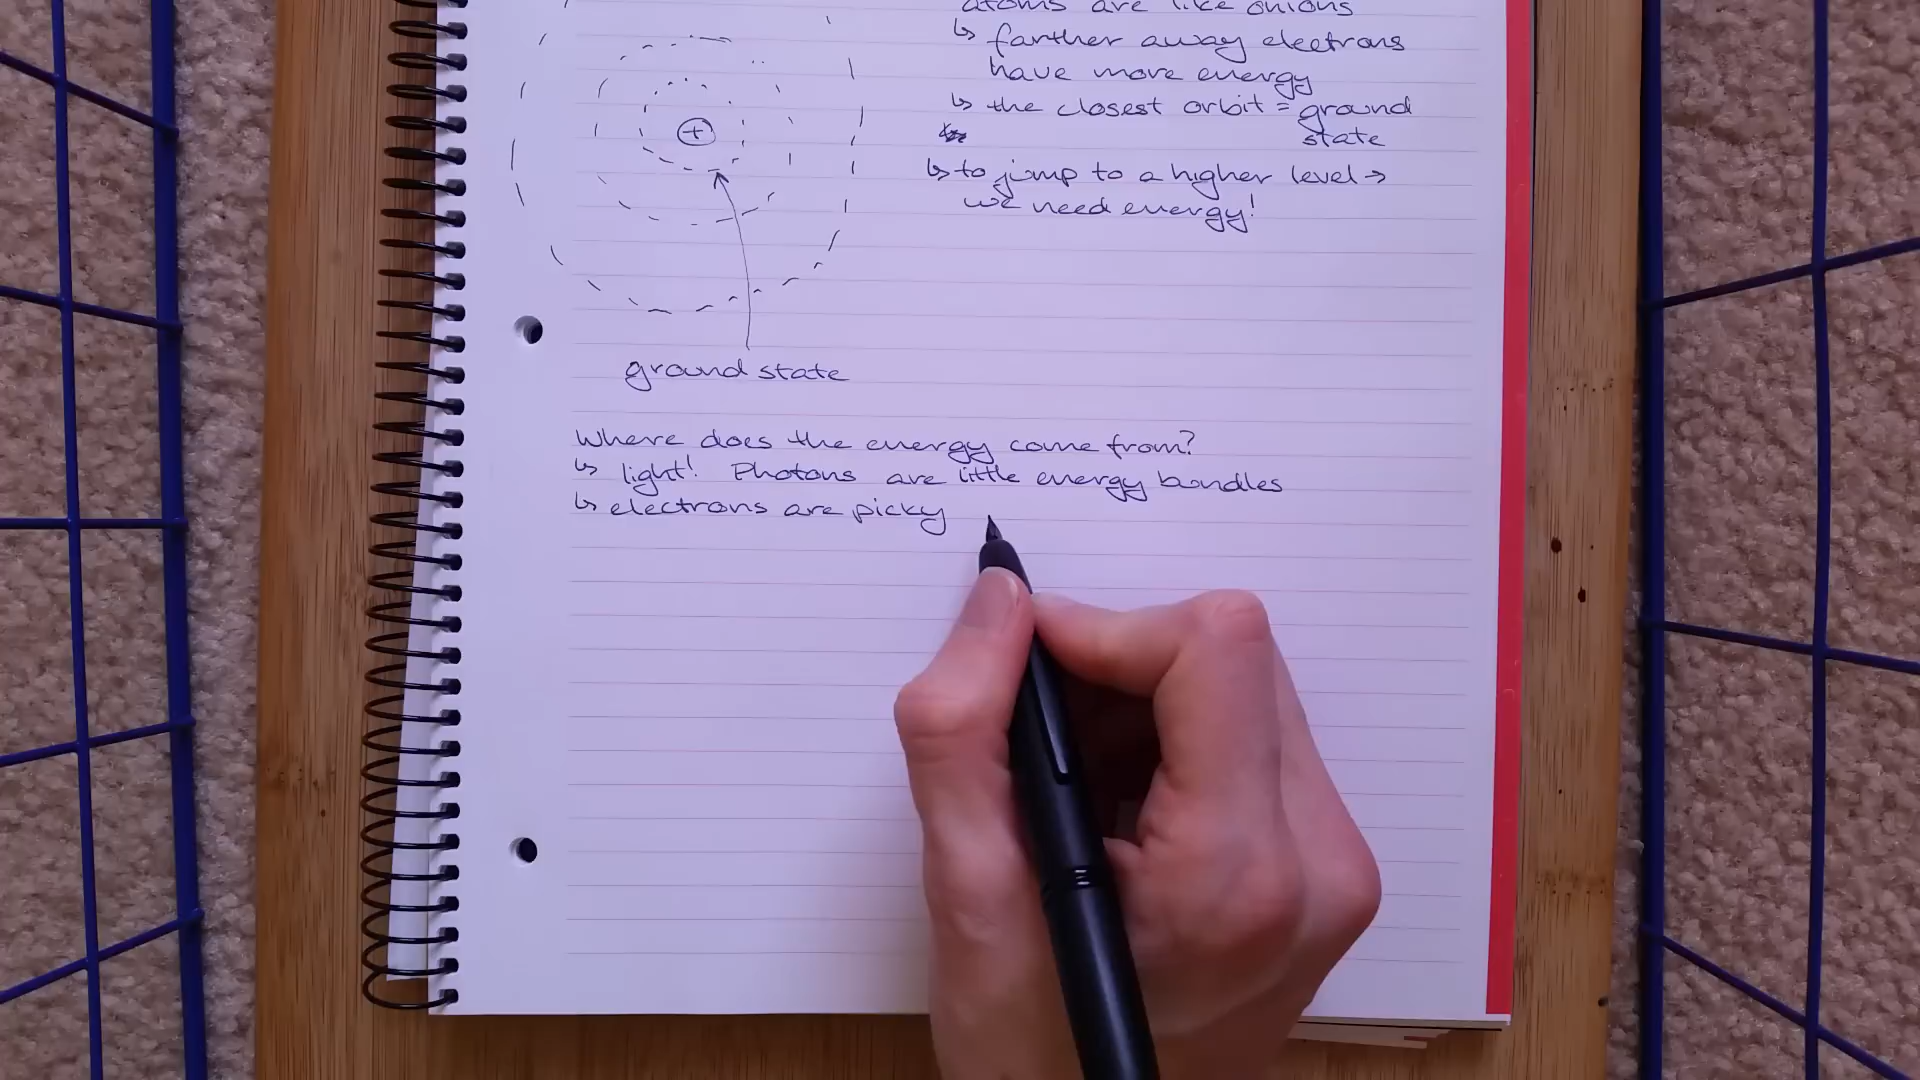 atoms are like onions
↳ farther away electrons
have more energy
↳ the closest orbit = ground
state
↳ to jump to a higher level →
we need energy!
+
ground state
Where does the energy come from?
↳ light! Photons are little energy bundles
↳ electrons are picky